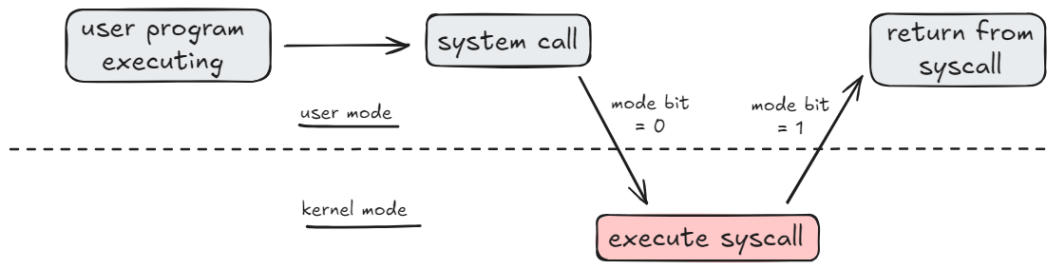 user program
executing
system call
return from
syscall
user mode
mode bit
= 0
mode bit
= 1
kernel mode
execute syscall